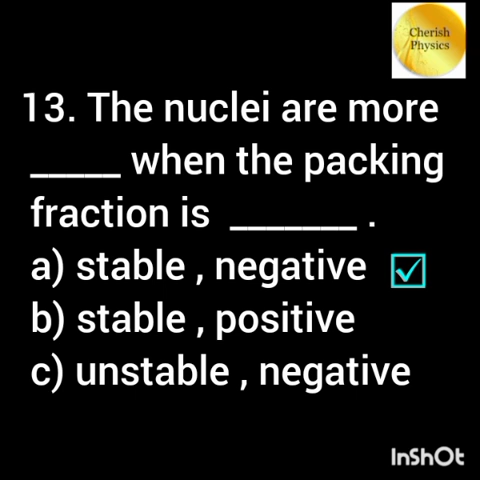 Cherish
Physics
13. The nuclei are more
_____ when the packing
fraction is _______ .
a) stable , negative ☑
b) stable , positive
c) unstable , negative
InShOt